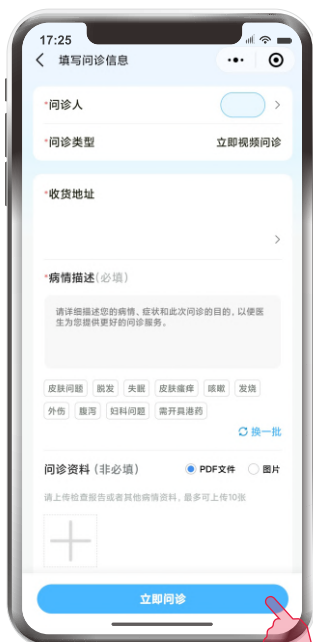 17:25
填写问诊信息
*问诊人
*问诊类型 立即视频问诊
*收货地址
*病情描述(必填)
请详细描述您的病情、症状和此次问诊的目的,以便医
生为您提供更好的问诊服务。
皮肤问题 脱发 失眠 皮肤瘙痒 咳嗽 发烧
外伤 腹泻 妇科问题 需开具港药
换一批
问诊资料 (非必填) PDF文件 图片
请上传检查报告或者其他病情资料,最多可上传10张
立即问诊